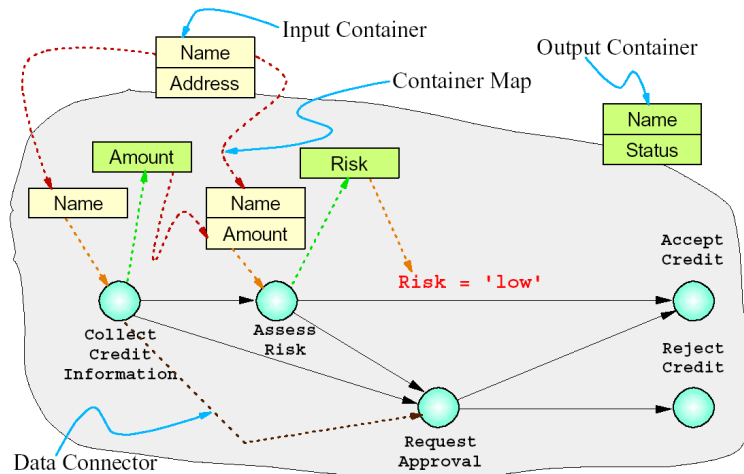 Input Container
Name
Address
Output Container
Container Map
Name
Status
Amount
Risk
Name
Name
Amount
Risk = 'low'
Accept
Credit
Collect
Credit
Information
Assess
Risk
Reject
Credit
Request
Approval
Data Connector